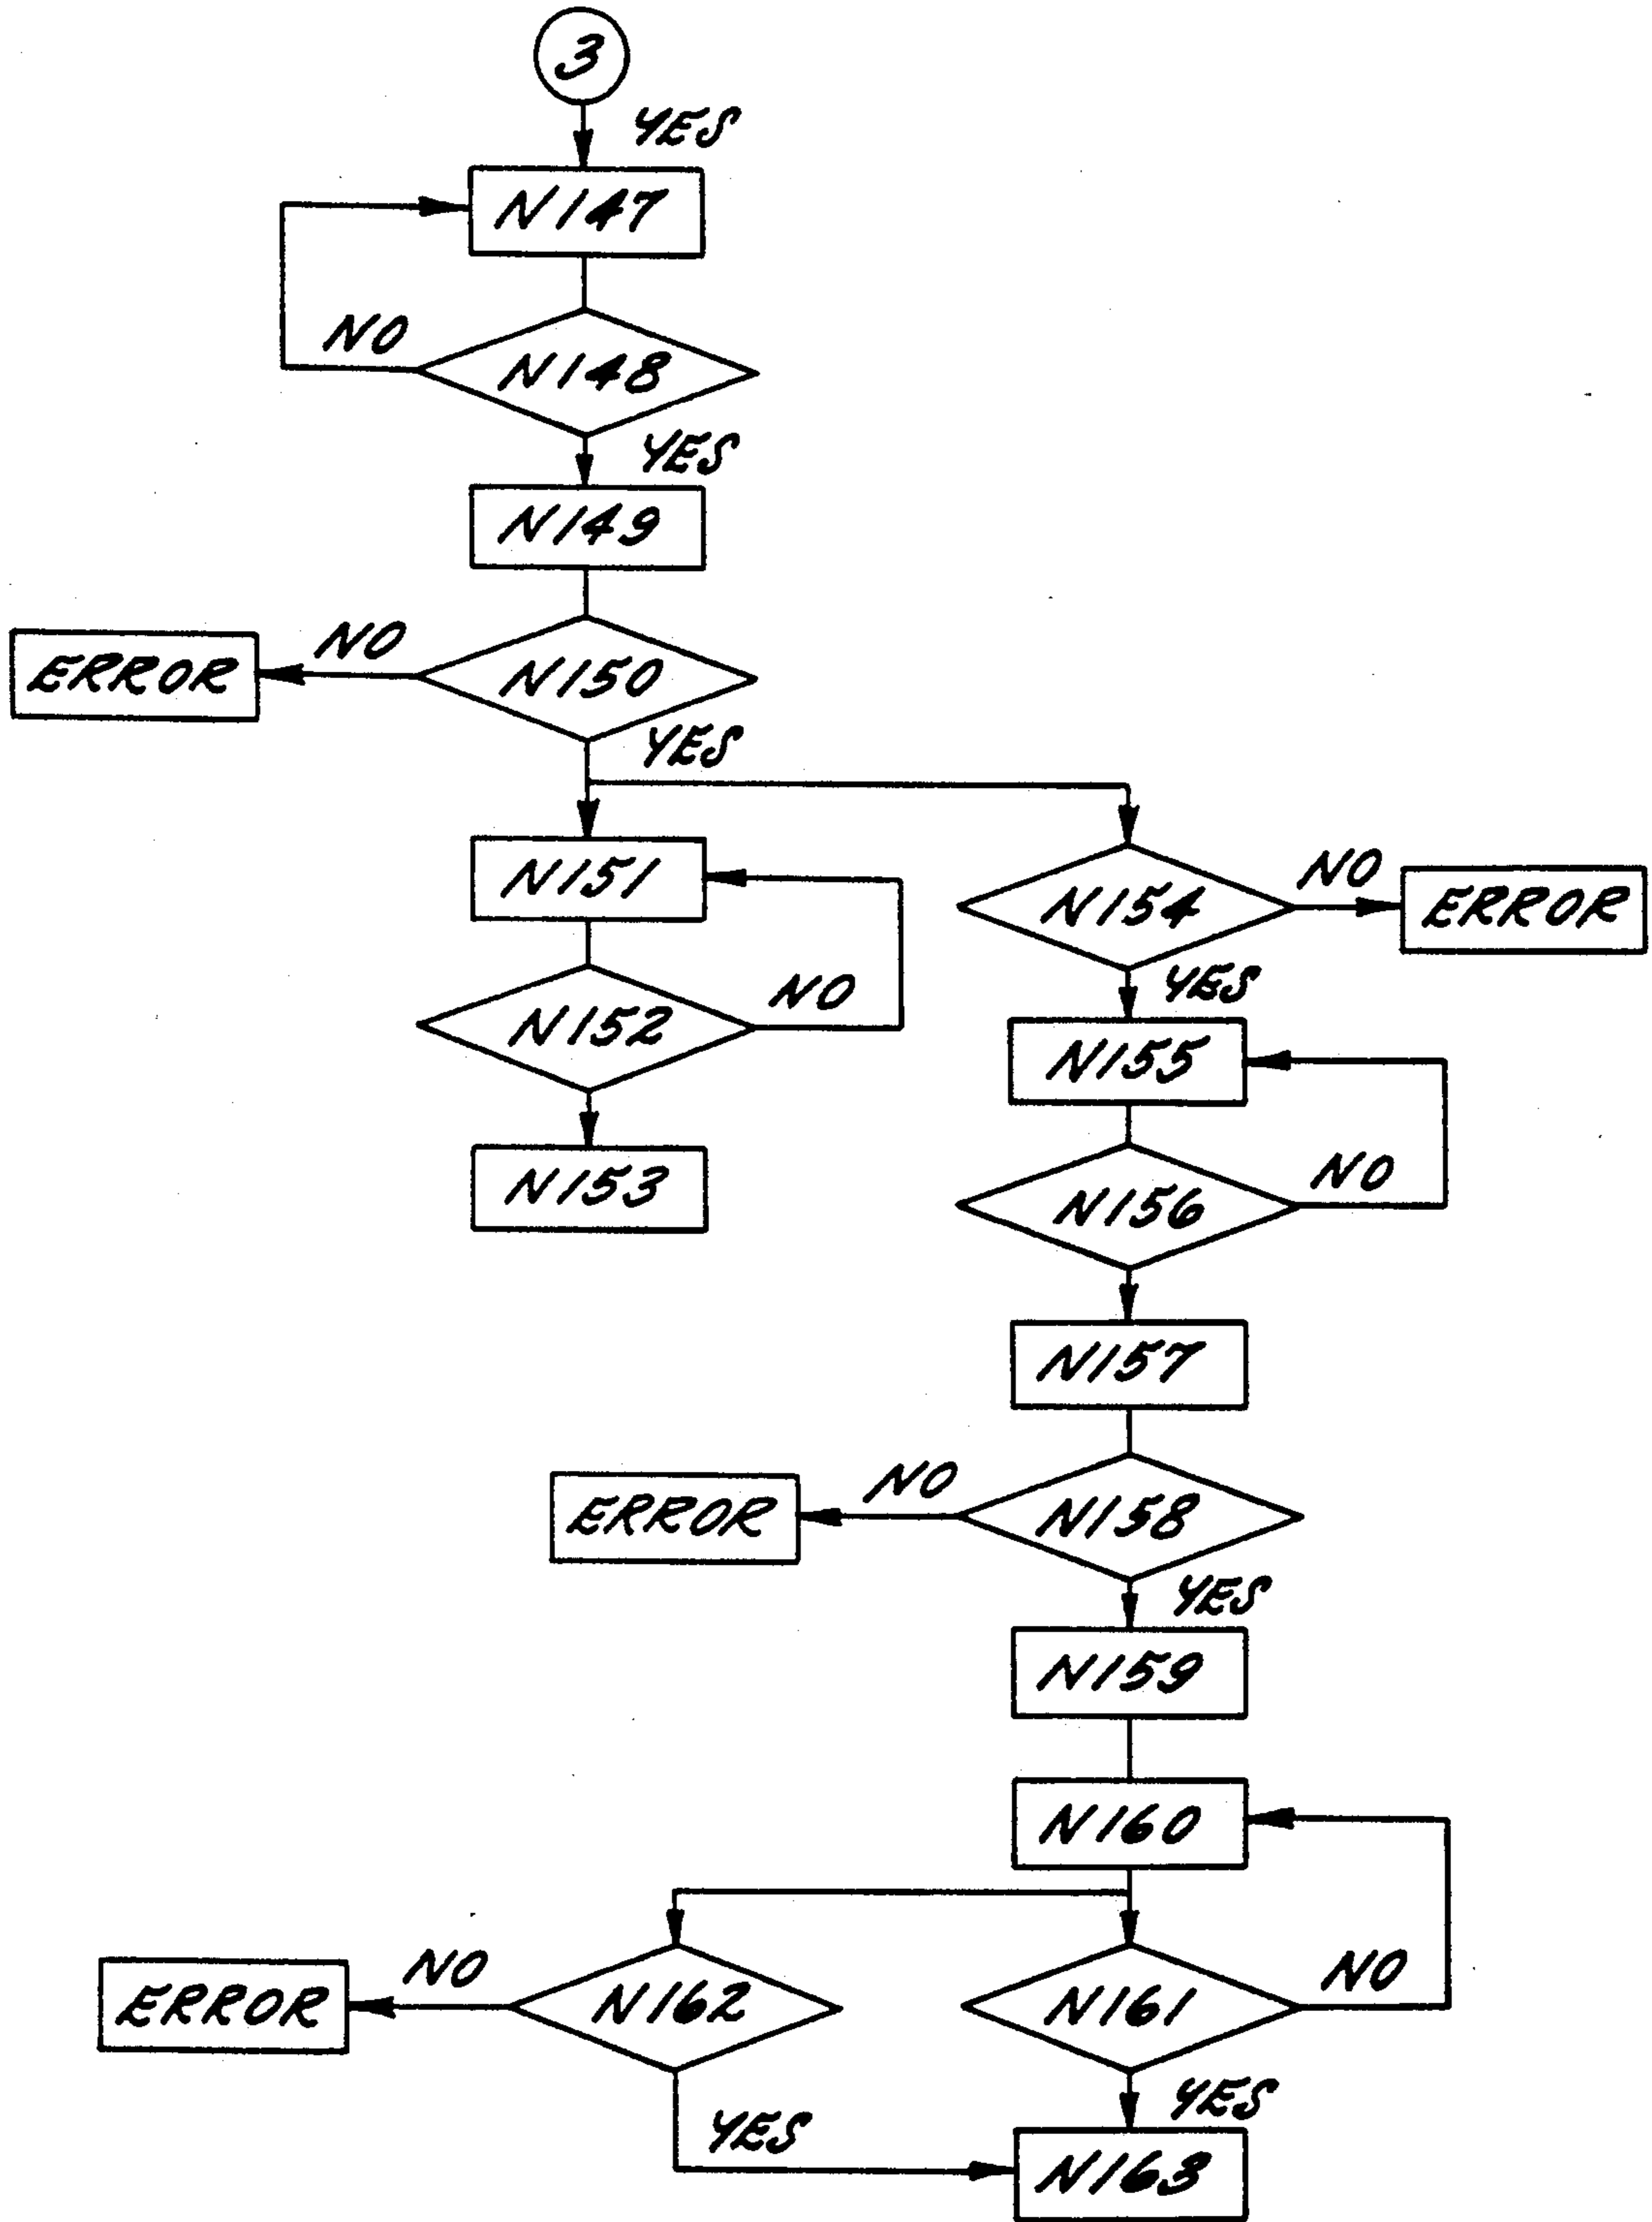 3
YES
N147
NO
N148
YES
N149
NO
ERROR
N150
YES
N151
N154
NO
ERROR
NO
N152
YES
N155
N153
NO
N156
N157
NO
ERROR
N158
YES
N159
N160
NO
ERROR
N162
N161
NO
YES
YES
N163